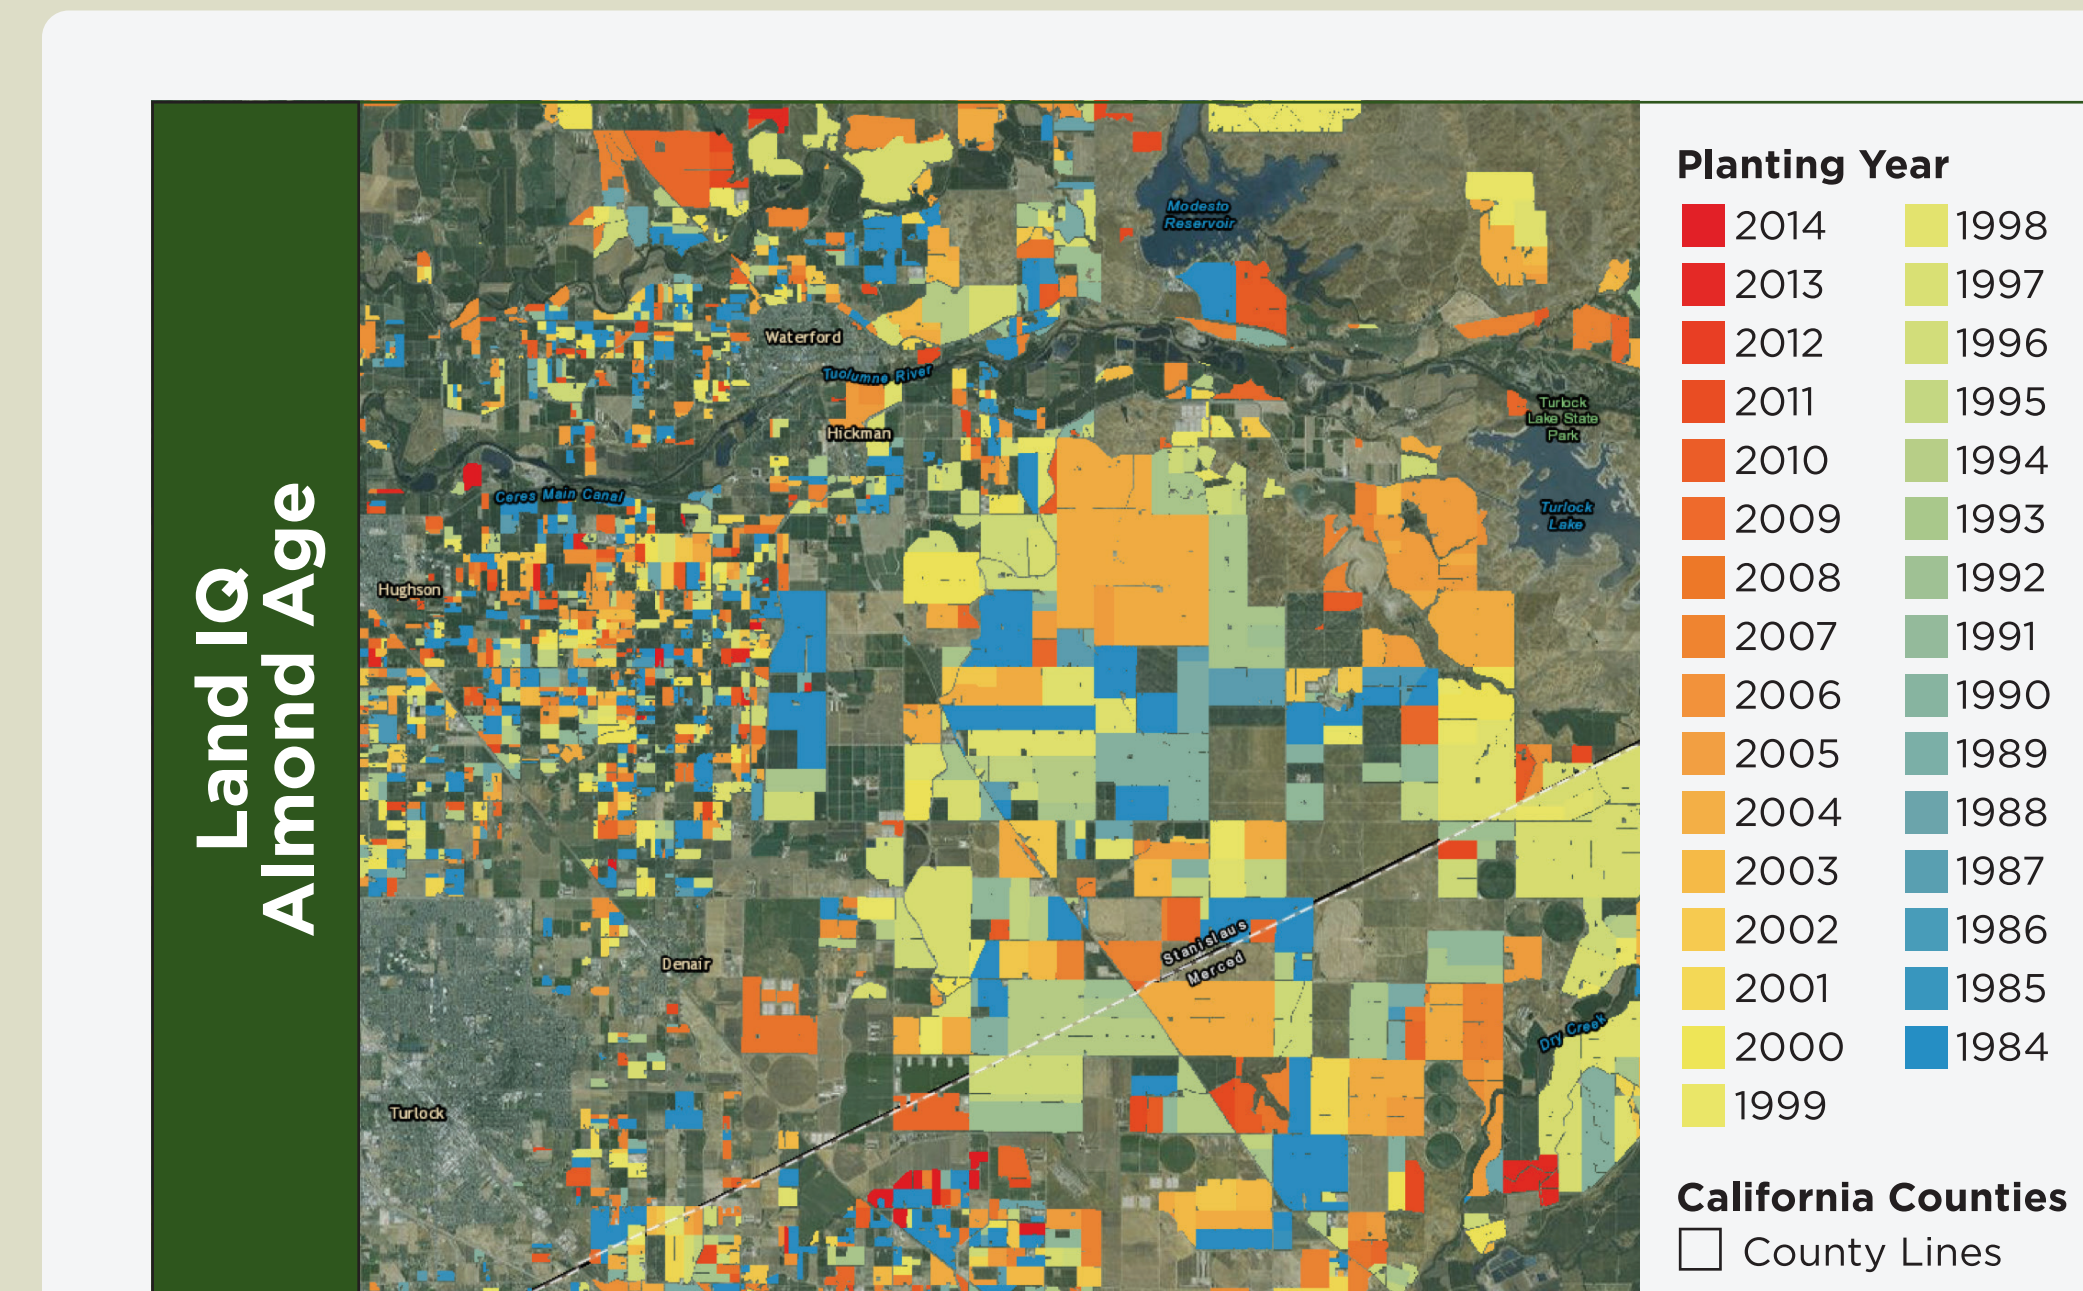 Land IQ
Almond Age
Modesto
Reservoir
Waterford
Tuolumne River
Hickman
Turlock
Lake State
Park
Ceres Main Canal
Turlock
Lake
Hughson
Stanislaus
Merced
Denair
Dry Creek
Turlock
Planting Year
2014
2013
2012
2011
2010
2009
2008
2007
2006
2005
2004
2003
2002
2001
2000
1999
1998
1997
1996
1995
1994
1993
1992
1991
1990
1989
1988
1987
1986
1985
1984
California Counties
County Lines